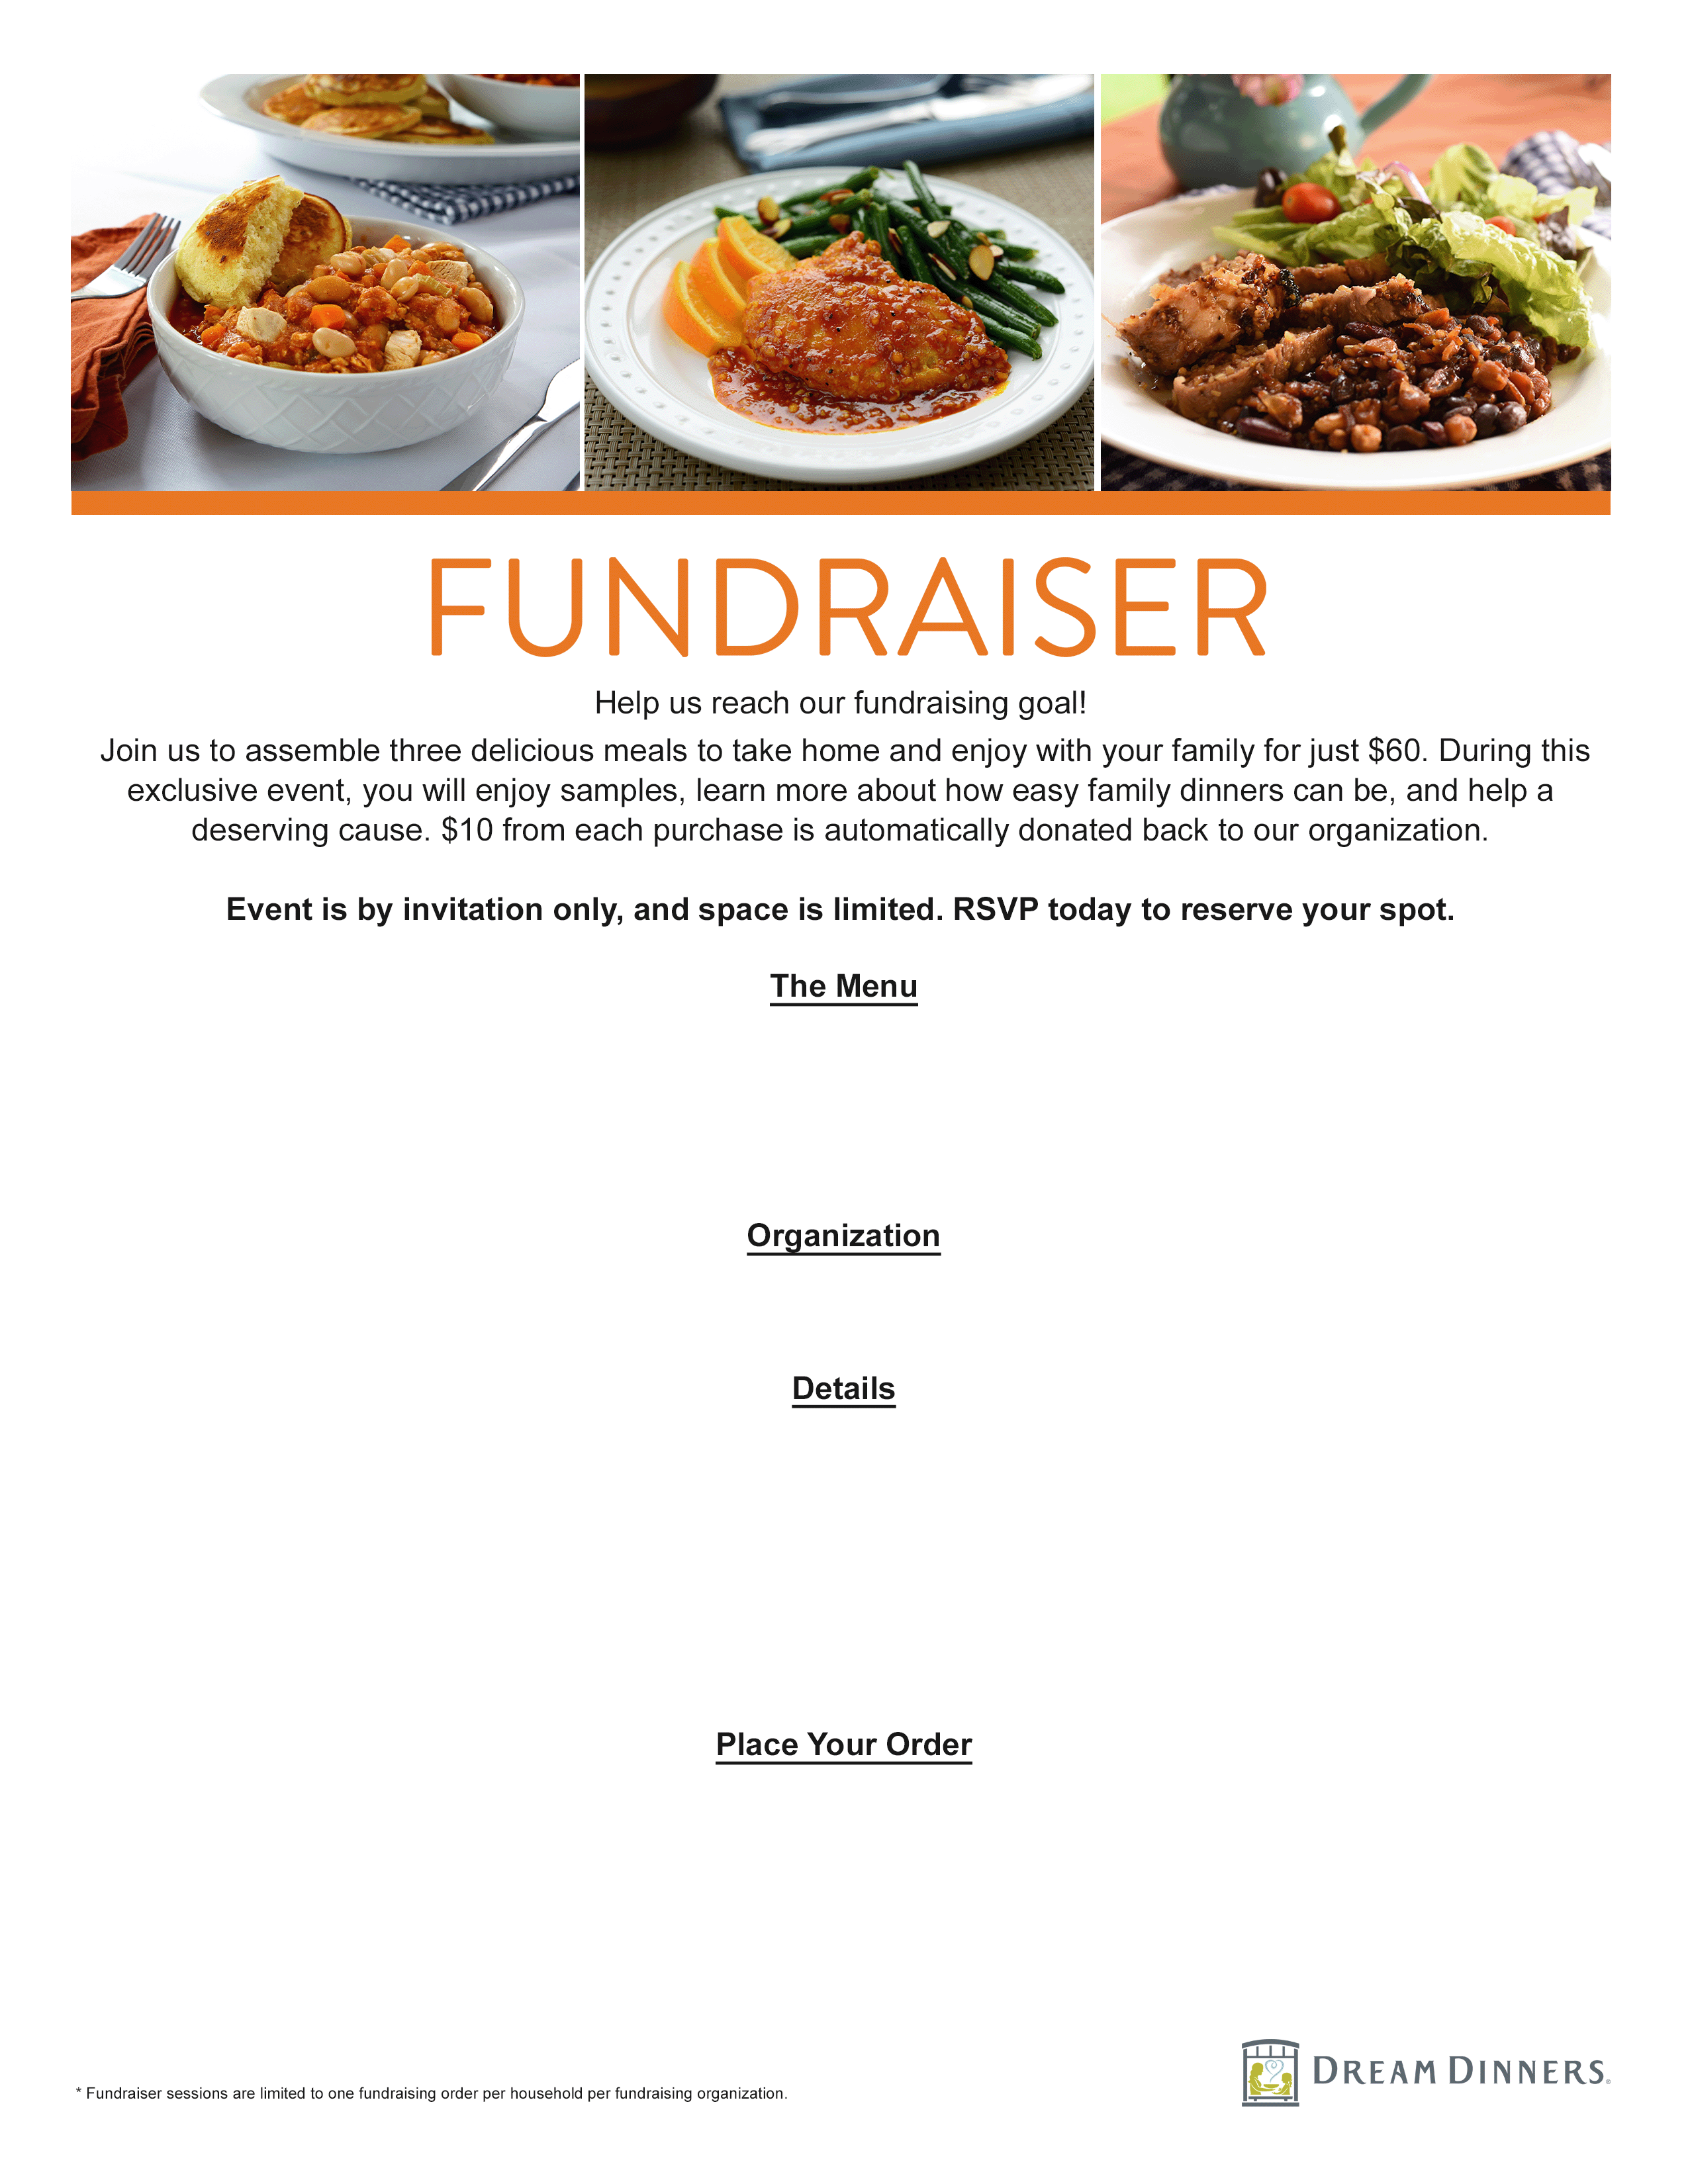 FUNDRAISER
Help us reach our fundraising goal!
Join us to assemble three delicious meals to take home and enjoy with your family for just $60. During this
exclusive event, you will enjoy samples, learn more about how easy family dinners can be, and help a
deserving cause. $10 from each purchase is automatically donated back to our organization.
Event is by invitation only, and space is limited. RSVP today to reserve your spot.
The Menu
Organization
Details
Place Your Order
* Fundraiser sessions are limited to one fundraising order per household per fundraising organization.
DREAM DINNERS®